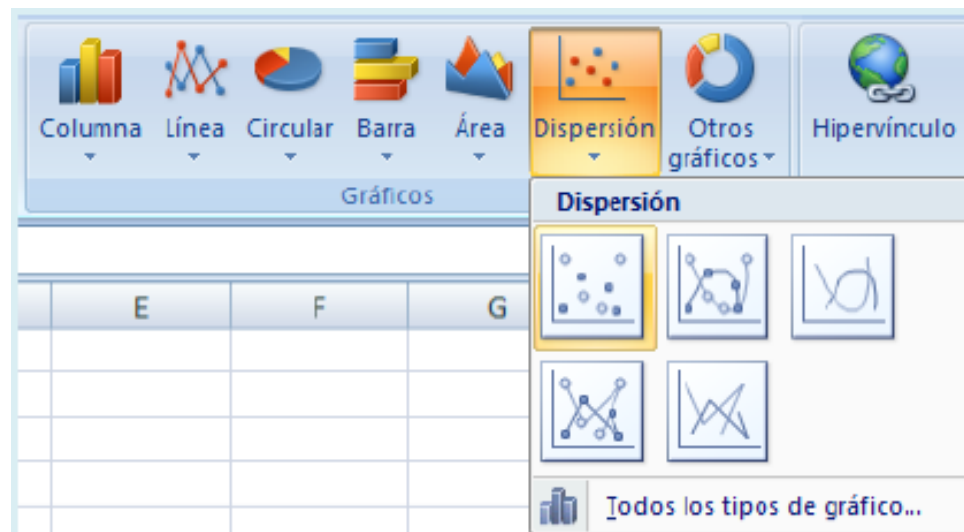 Columna Línea Circular Barra Área Dispersión Otros gráficos Hipervínculo
Gráficos
Dispersión
E F G
Todos los tipos de gráfico...